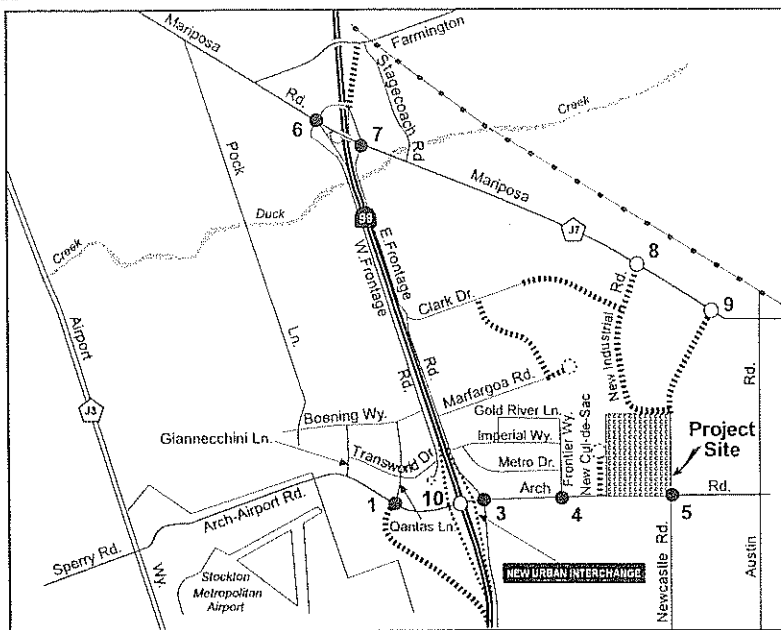 Mariposa
Rd.
Farmington
Stagecoach Rd
Creek
6
7
Pock
Ln.
Mariposa
Duck
Creek
99
J7
E.Frontage
Rd.
W.Frontage
Rd.
8
9
Clark Dr.
New Industrial Rd.
Airport
Wy.
J3
Marfargoa Rd.
Rd.
Boening Wy.
Gold River Ln.
Giannecchini Ln.
Imperial Wy.
Frontier Wy.
New Cul-de-Sac
Project
Site
Transworld Dr.
Metro Dr.
Arch
Rd.
1
10
3
4
5
Arch-Airport Rd.
Qantas Ln.
Sperry Rd.
Stockton
Metropolitan
Airport
NEW URBAN INTERCHANGE
Newcastle Rd.
Austin